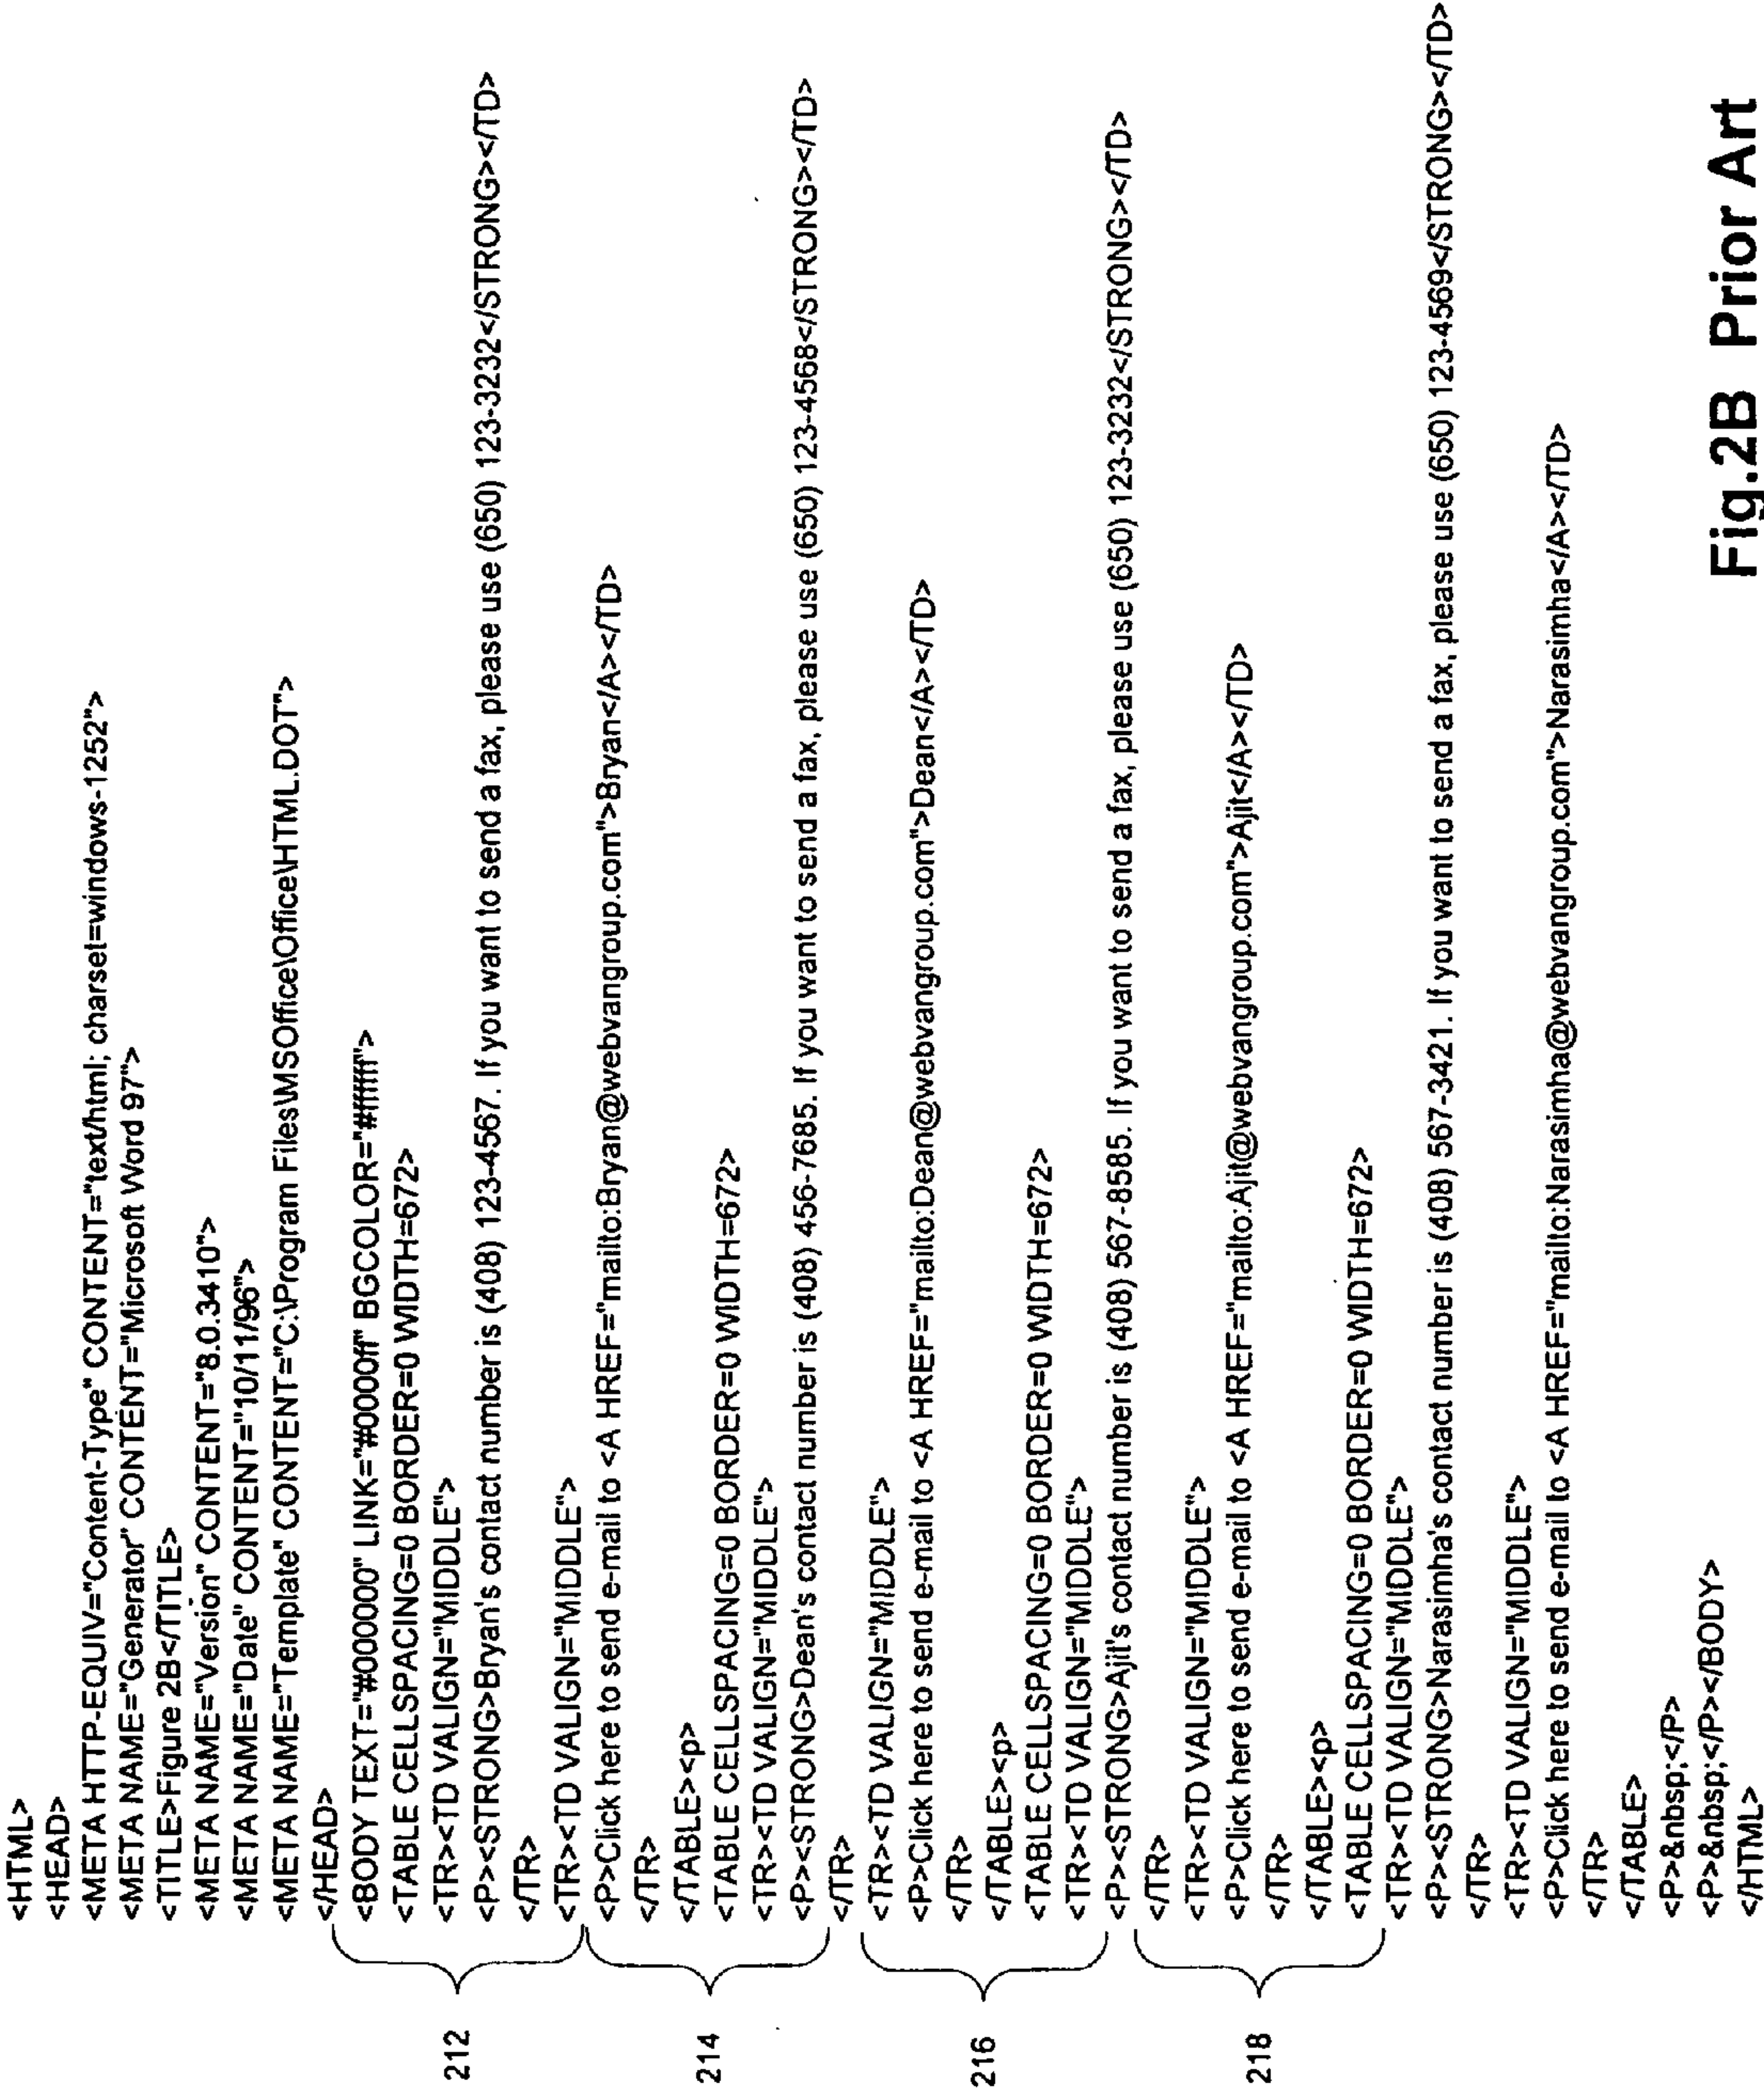 <HTML>
<HEAD>
<META HTTP-EQUIV="Content-Type" CONTENT="text/html; charset=windows-1252">
<META NAME="Generator" CONTENT="Microsoft Word 97">
<TITLE>Figure 2B</TITLE>
<META NAME="Version" CONTENT="8.0.3410">
<META NAME="Date" CONTENT="10/11/96">
<META NAME="Template" CONTENT="C:\Program Files\MSOffice\Office\HTML.DOT">
</HEAD>
<BODY TEXT="#000000" LINK="#0000ff" BGCOLOR="#ffffff">
<TABLE CELLSPACING=0 BORDER=0 WIDTH=672>
<TR><TD VALIGN="MIDDLE">
212
<P><STRONG>Bryan's contact number is (408) 123-4567. If you want to send a fax, please use (650) 123-3232</STRONG></TD>
</TR>
<TR><TD VALIGN="MIDDLE">
<P>Click here to send e-mail to <A HREF="mailto:Bryan@webvangroup.com">Bryan</A></TD>
</TR>
</TABLE><p>
214
<TABLE CELLSPACING=0 BORDER=0 WIDTH=672>
<TR><TD VALIGN="MIDDLE">
<P><STRONG>Dean's contact number is (408) 456-7685. If you want to send a fax, please use (650) 123-4568</STRONG></TD>
</TR>
<TR><TD VALIGN="MIDDLE">
<P>Click here to send e-mail to <A HREF="mailto:Dean@webvangroup.com">Dean</A></TD>
</TR>
216
</TABLE><p>
<TABLE CELLSPACING=0 BORDER=0 WIDTH=672>
<TR><TD VALIGN="MIDDLE">
<P><STRONG>Ajit's contact number is (408) 567-8585. If you want to send a fax, please use (650) 123-3232</STRONG></TD>
</TR>
<TR><TD VALIGN="MIDDLE">
<P>Click here to send e-mail to <A HREF="mailto:Ajit@webvangroup.com">Ajit</A></TD>
218
</TR>
</TABLE><p>
<TABLE CELLSPACING=0 BORDER=0 WIDTH=672>
<TR><TD VALIGN="MIDDLE">
<P><STRONG>Narasimha's contact number is (408) 567-3421. If you want to send a fax, please use (650) 123-4569</STRONG></TD>
</TR>
<TR><TD VALIGN="MIDDLE">
<P>Click here to send e-mail to <A HREF="mailto:Narasimha@webvangroup.com">Narasimha</A></TD>
</TR>
</TABLE>
<P>&nbsp;</P>
<P>&nbsp;</P></BODY>
</HTML>
Fig.2B Prior Art